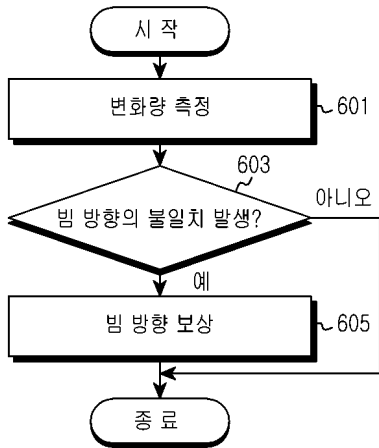 시 작
변화량 측정
601
603
빔 방향의 불일치 발생?
아니오
예
빔 방향 보상
605
종 료